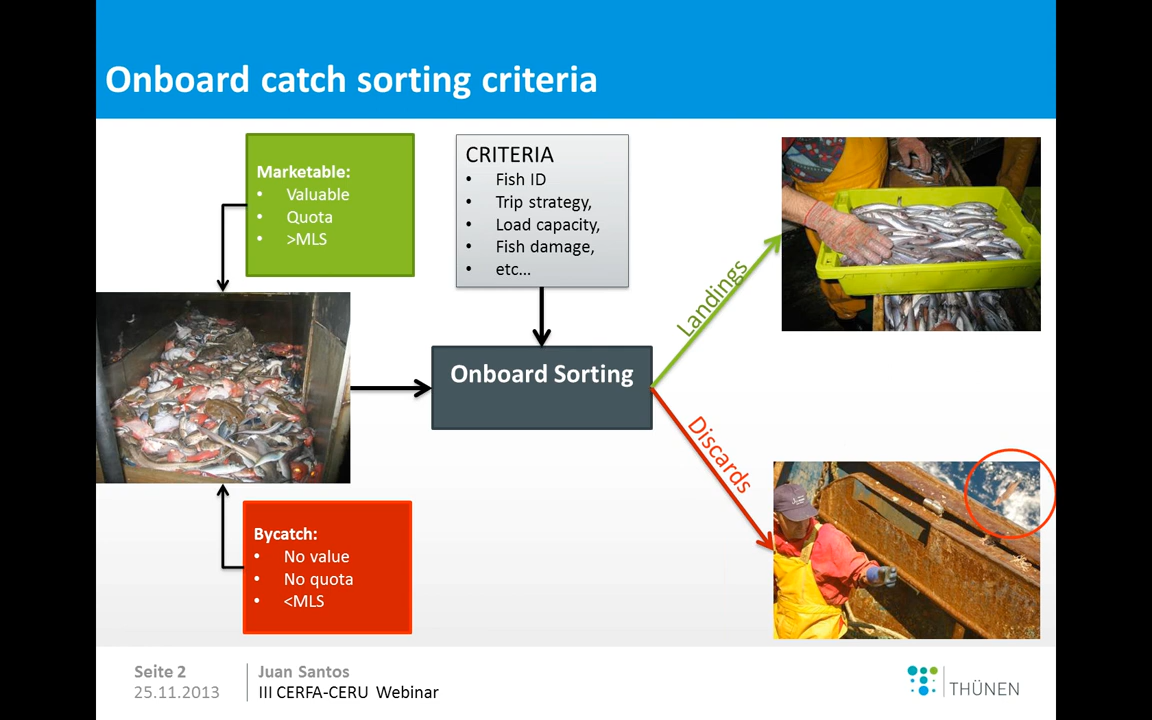 Onboard catch sorting criteria
Marketable:
• Valuable
• Quota
• >MLS
CRITERIA
• Fish ID
• Trip strategy,
• Load capacity,
• Fish damage,
• etc...
Landings
Onboard Sorting
Discards
Bycatch:
• No value
• No quota
• <MLS
Seite 2
25.11.2013
Juan Santos
III CERFA-CERU Webinar
THÜNEN